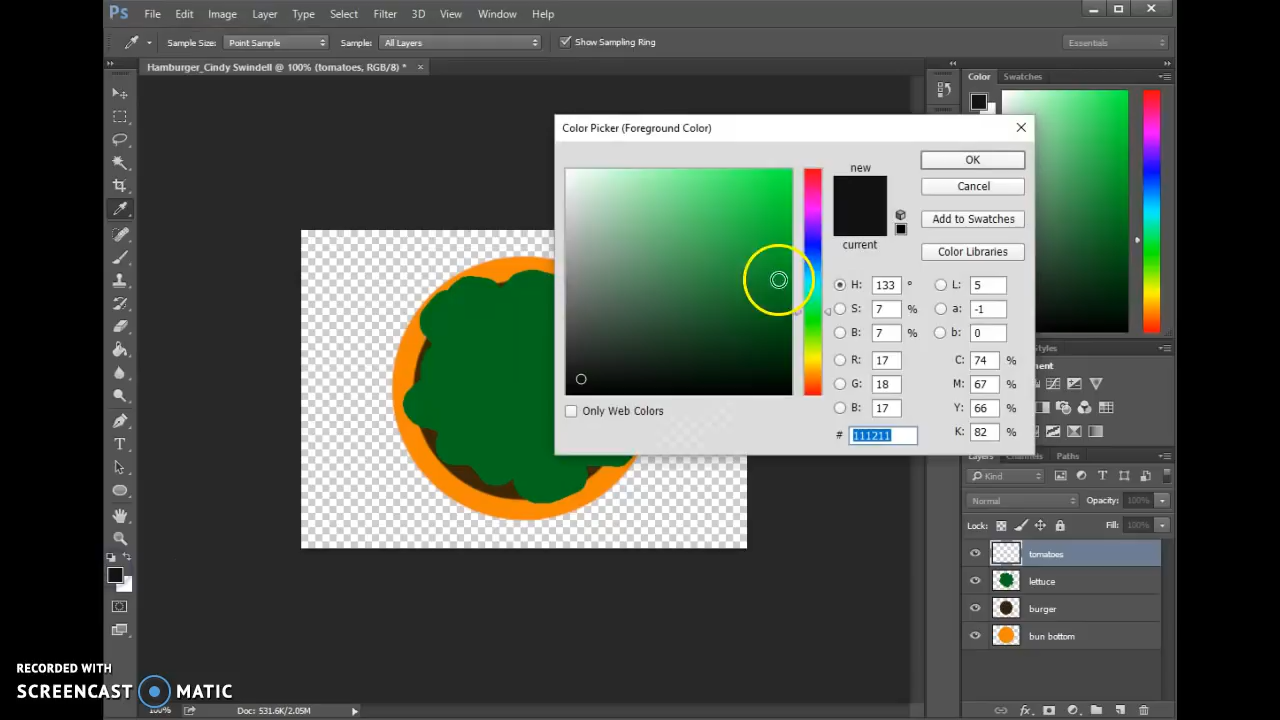 Ps File Edit Image Layer Type Select Filter 3D View Window Help
Sample Size: Point Sample Sample: All Layers Show Sampling Ring Essentials
Hamburger_Cindy Swindell @ 100% (tomatoes, RGB/8) * ×
Color Swatches
Color Picker (Foreground Color)
new
current
OK
Cancel
Add to Swatches
Color Libraries
H: 133 ° L: 5
S: 7 % a: -1
B: 7 % b: 0
R: 17 C: 74 %
G: 18 M: 67 %
B: 17 Y: 66 %
# 111211 K: 82 %
Only Web Colors
Styles
Layers Channels Paths
Kind
Normal Opacity: 100%
Lock: Fill: 100%
tomatoes
lettuce
burger
bun bottom
T
100% Doc: 531.6K/2.05M
RECORDED WITH
SCREENCAST MATIC